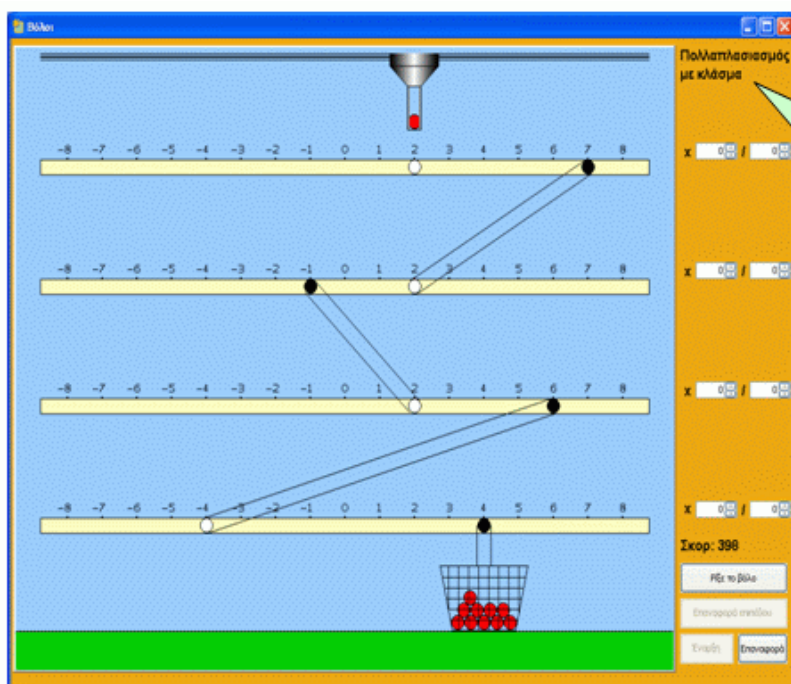 Βόλοι
Πολλαπλασιασμός
με κλάσμα
-8 -7 -6 -5 -4 -3 -2 -1 0 1 2 3 4 5 6 7 8
x 0 / 0
-8 -7 -6 -5 -4 -3 -2 -1 0 1 2 3 4 5 6 7 8
x 0 / 0
-8 -7 -6 -5 -4 -3 -2 -1 0 1 2 3 4 5 6 7 8
x 0 / 0
-8 -7 -6 -5 -4 -3 -2 -1 0 1 2 3 4 5 6 7 8
x 0 / 0
Σκορ: 398
Ρίξε το βόλο
Επαναφορά επιπέδου
Έναρξη
Επαναφορά